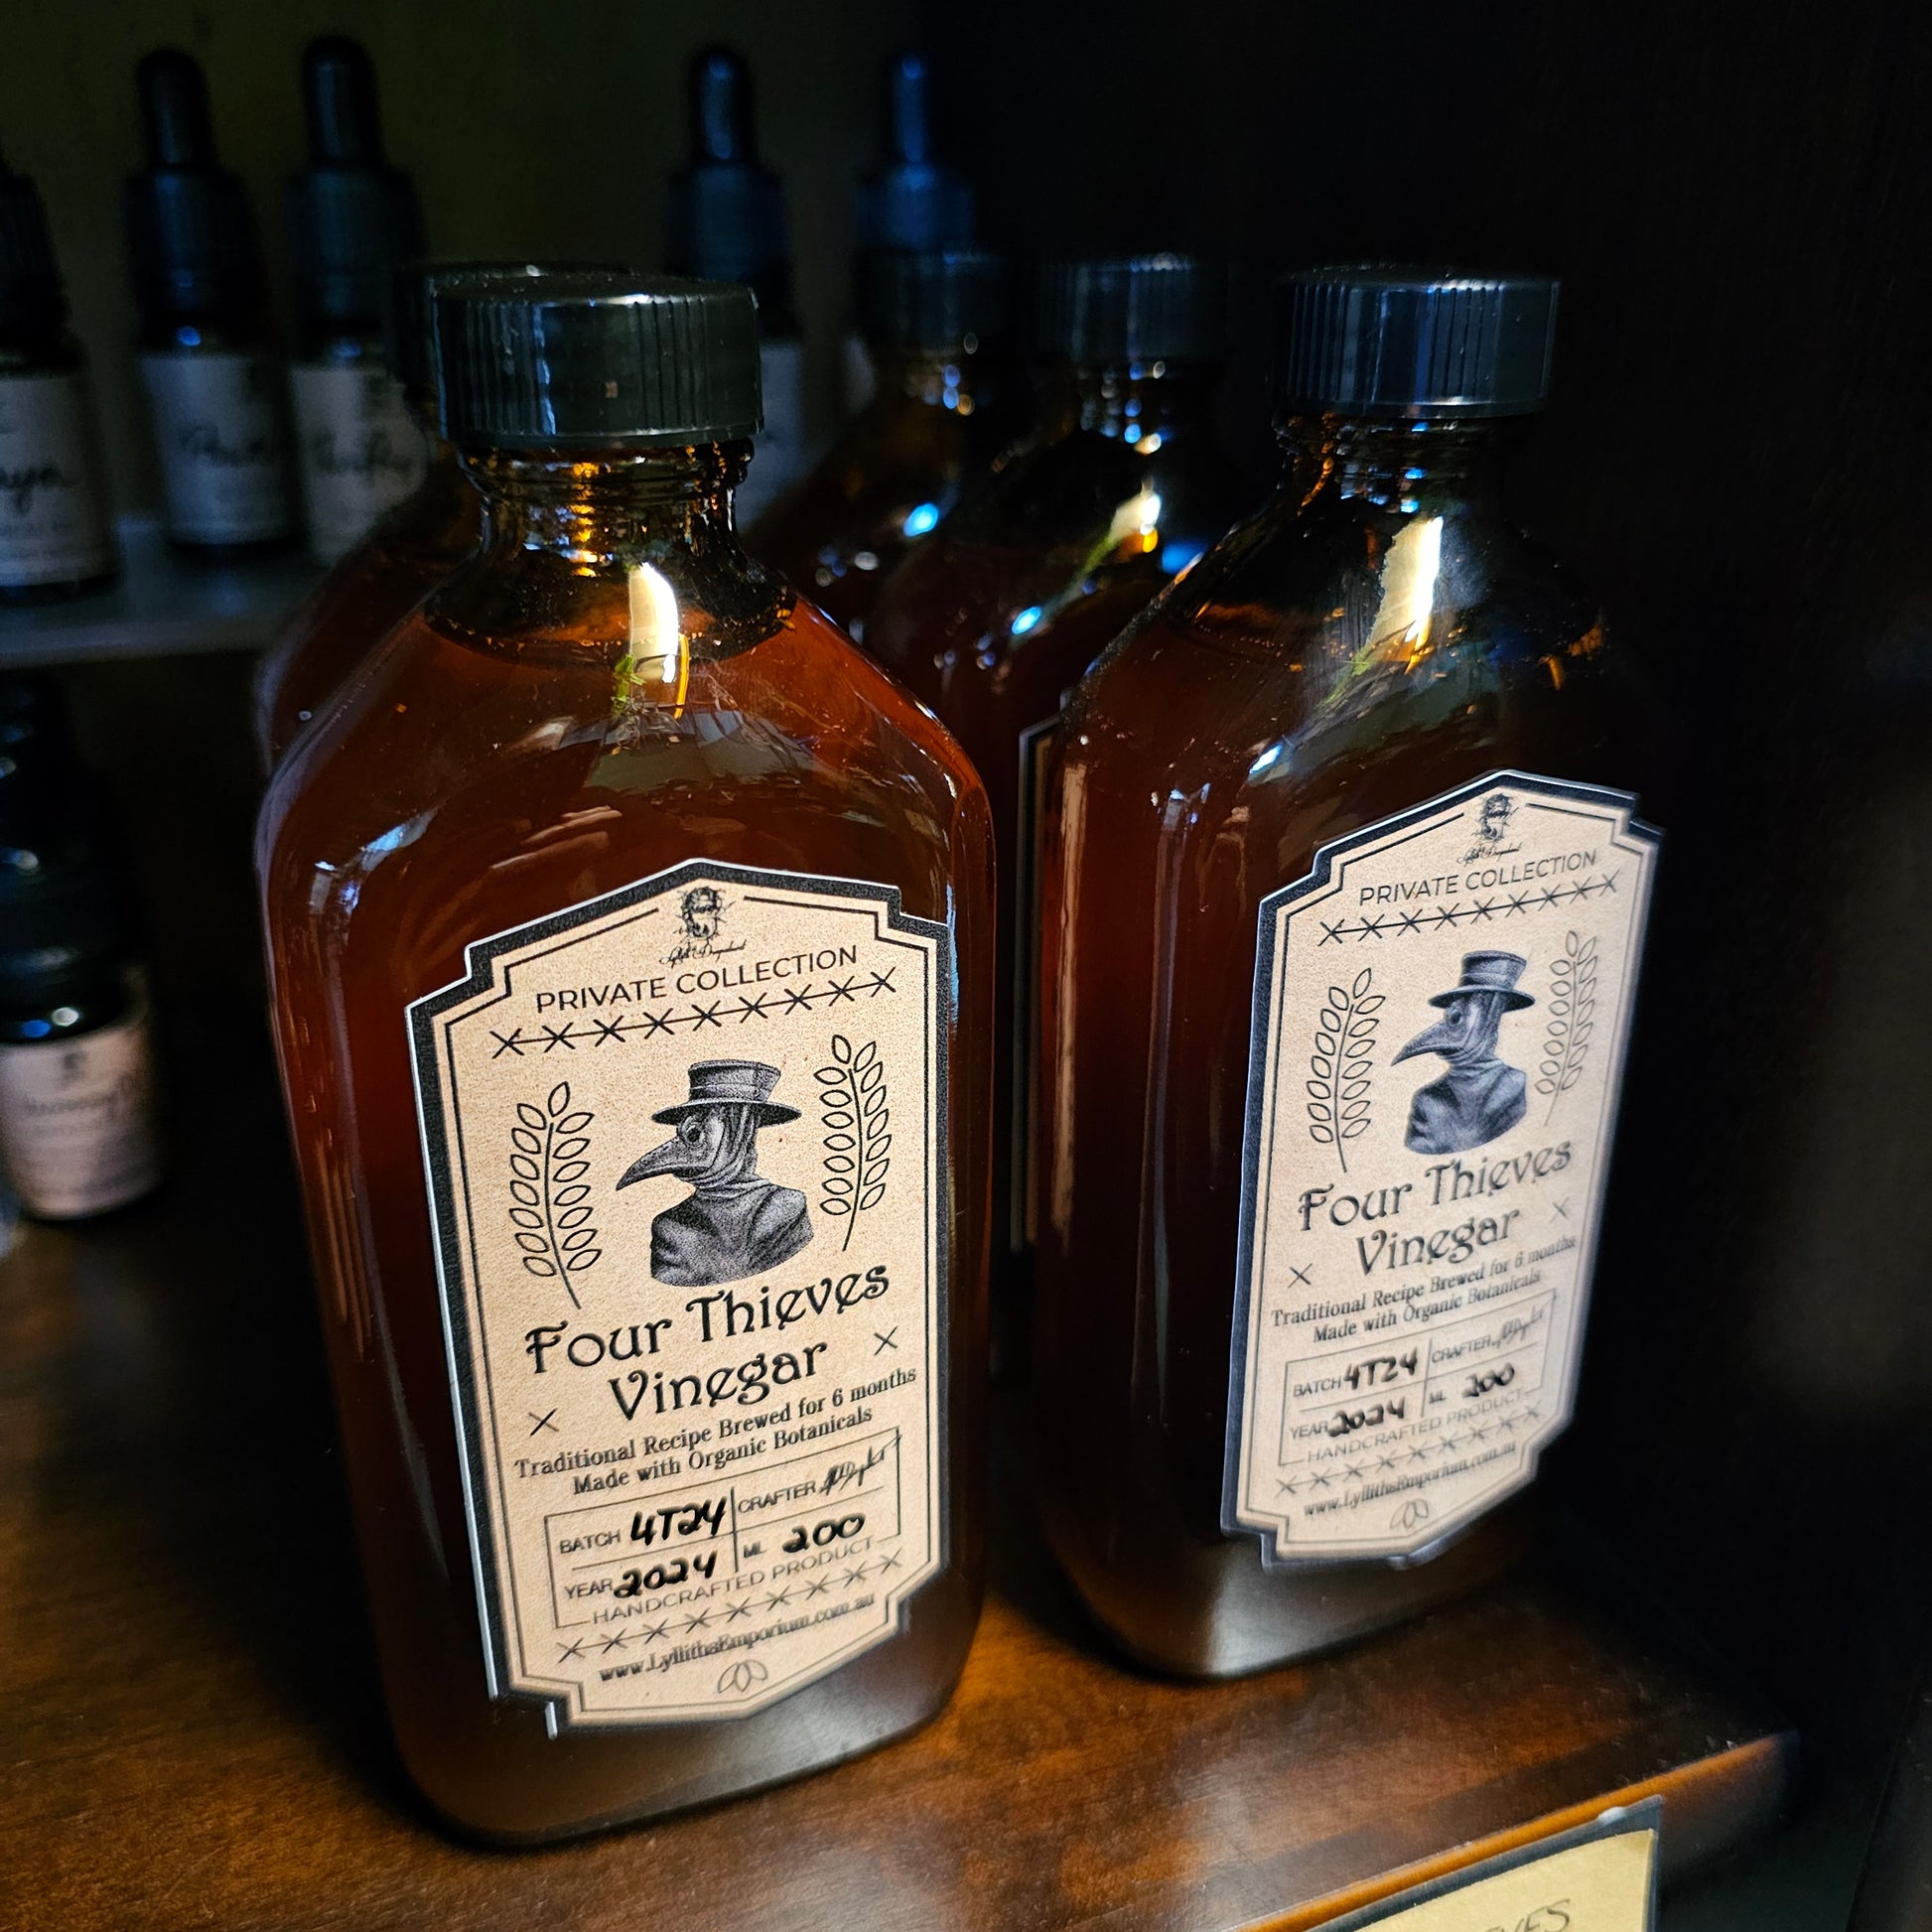 PRIVATE COLLECTION
Four Thieves
Vinegar
Traditional Recipe Brewed for 6 months
Made with Organic Botanicals
BATCH 4T24 CRAFTER
YEAR 2024 ML 200
HANDCRAFTED PRODUCT
www.LyllithsEmporium.com.au
PRIVATE COLLECTION
Four Thieves
Vinegar
Traditional Recipe Brewed for 6 months
Made with Organic Botanicals
BATCH 4T24 CRAFTER
YEAR 2024 ML 200
HANDCRAFTED PRODUCT
www.LyllithsEmporium.com.au